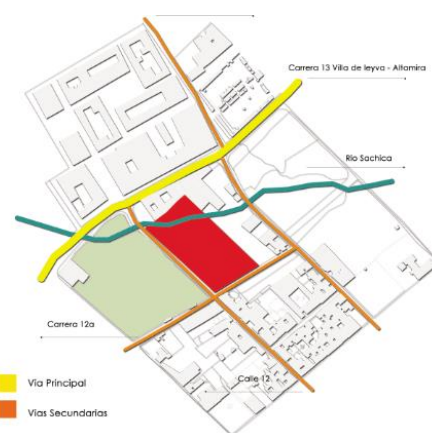 Carrera 13 Villa de leyva - Altamira
Rio Sachica
Carrera 12a
Calle 12
Via Principal
Vias Secundarias